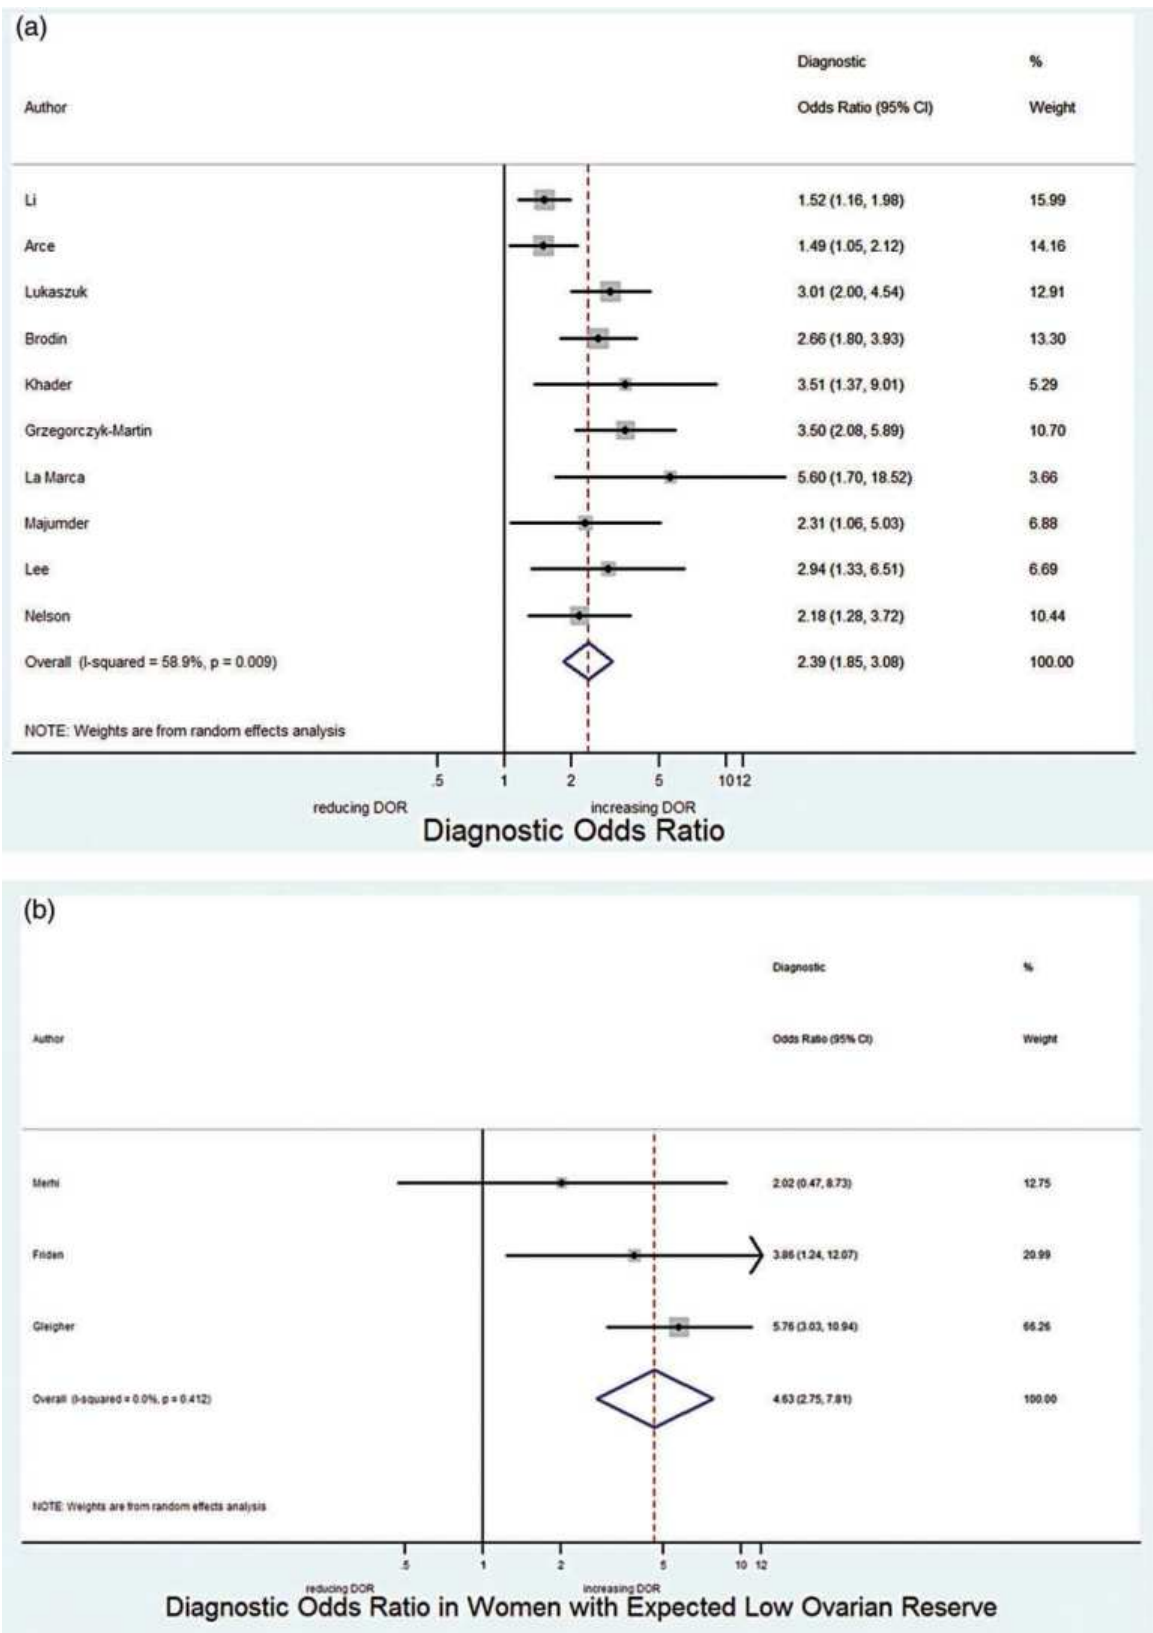 (a)
Diagnostic %
Author Odds Ratio (95% CI) Weight
Li 1.52 (1.16, 1.98) 15.99
Arce 1.49 (1.05, 2.12) 14.16
Lukaszuk 3.01 (2.00, 4.54) 12.91
Brodin 2.66 (1.80, 3.93) 13.30
Khader 3.51 (1.37, 9.01) 5.29
Grzegorczyk-Martin 3.50 (2.08, 5.89) 10.70
La Marca 5.60 (1.70, 18.52) 3.66
Majumder 2.31 (1.06, 5.03) 6.88
Lee 2.94 (1.33, 6.51) 6.69
Nelson 2.18 (1.28, 3.72) 10.44
Overall (I-squared = 58.9%, p = 0.009) 2.39 (1.85, 3.08) 100.00
NOTE: Weights are from random effects analysis
.5 1 2 5 10 12
reducing DOR increasing DOR
Diagnostic Odds Ratio
(b)
Diagnostic %
Author Odds Ratio (95% CI) Weight
Merhi 2.02 (0.47, 8.73) 12.75
Friden 3.86 (1.24, 12.07) 20.99
Gleigher 5.76 (3.03, 10.94) 66.26
Overall (I-squared = 0.0%, p = 0.412) 4.63 (2.75, 7.81) 100.00
NOTE: Weights are from random effects analysis
.5 1 2 5 10 12
reducing DOR increasing DOR
Diagnostic Odds Ratio in Women with Expected Low Ovarian Reserve